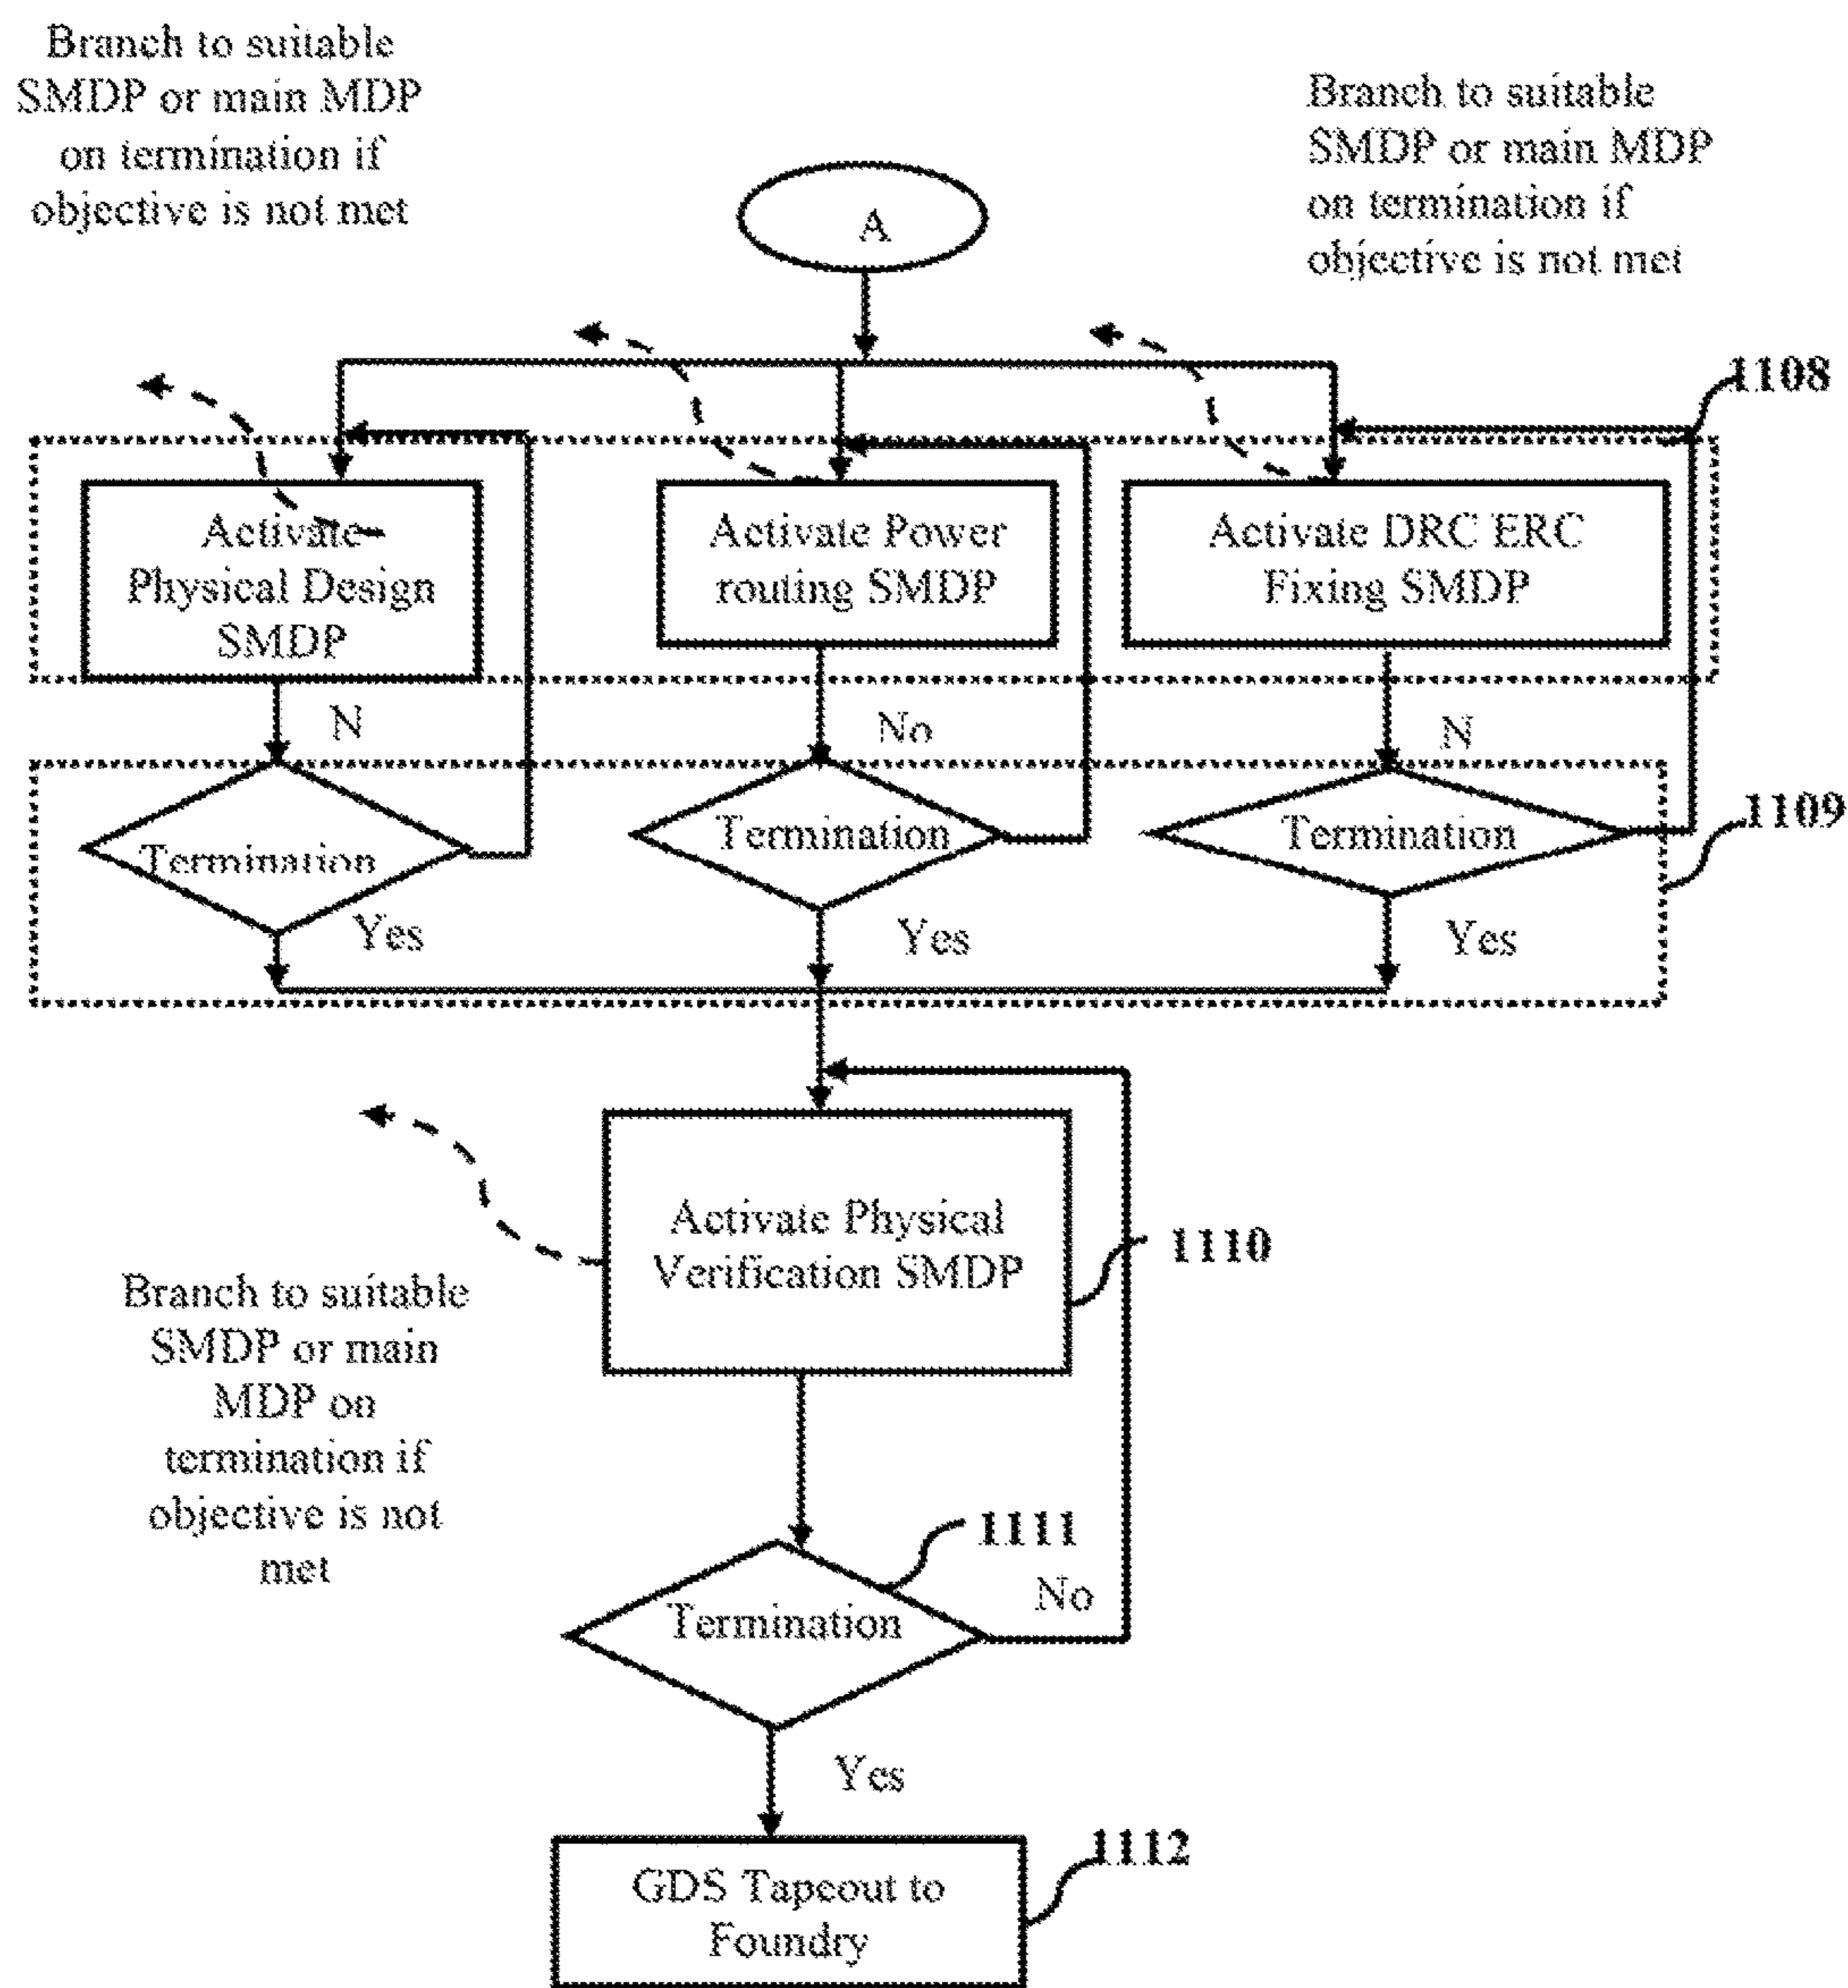 Branch to suitable
SMDP or main MDP
on termination if
objective is not met
Branch to suitable
SMDP or main MDP
on termination if
objective is not met
A
1108
Activate
Physical Design
SMDP
Activate Power
routing SMDP
Activate DRC ERC
Fixing SMDP
N
No
N
1109
Termination
Termination
Termination
Yes
Yes
Yes
Activate Physical
Verification SMDP
1110
Branch to suitable
SMDP or main
MDP on
termination if
objective is not
met
1111
No
Termination
Yes
1112
GDS Tapeout to
Foundry